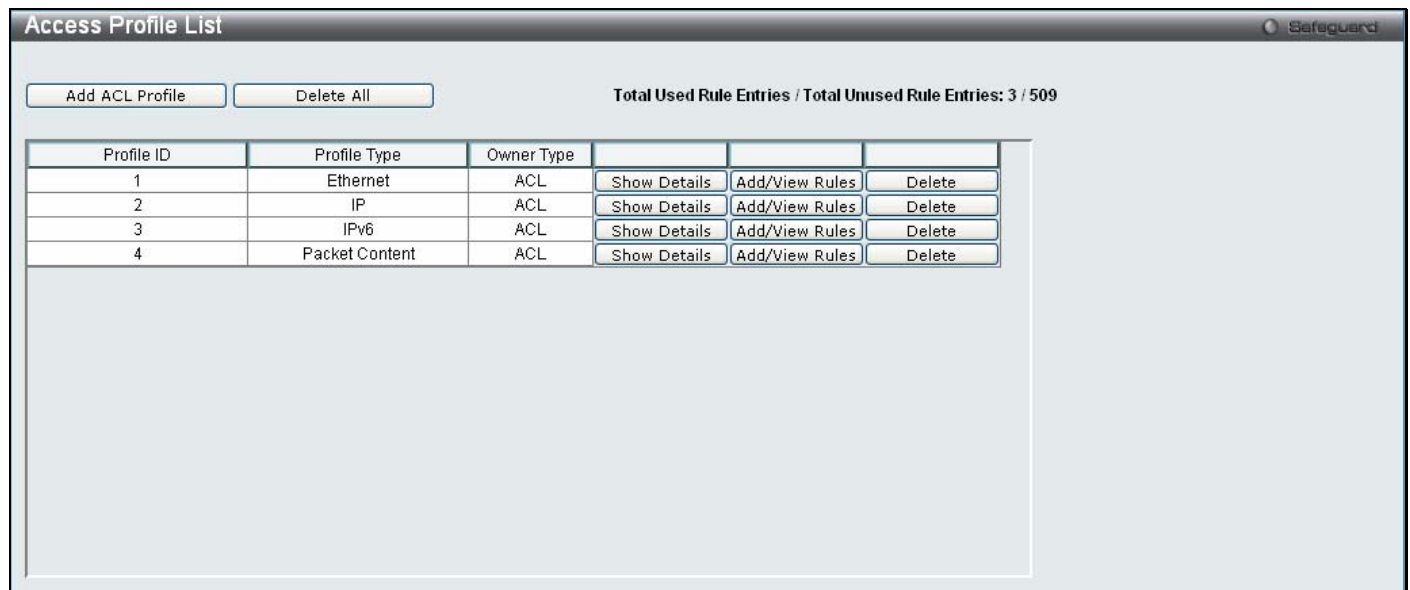 Access Profile List
Safeguard
Add ACL Profile Delete All Total Used Rule Entries / Total Unused Rule Entries: 3 / 509
Profile ID Profile Type Owner Type
1 Ethernet ACL Show Details Add/View Rules Delete
2 IP ACL Show Details Add/View Rules Delete
3 IPv6 ACL Show Details Add/View Rules Delete
4 Packet Content ACL Show Details Add/View Rules Delete